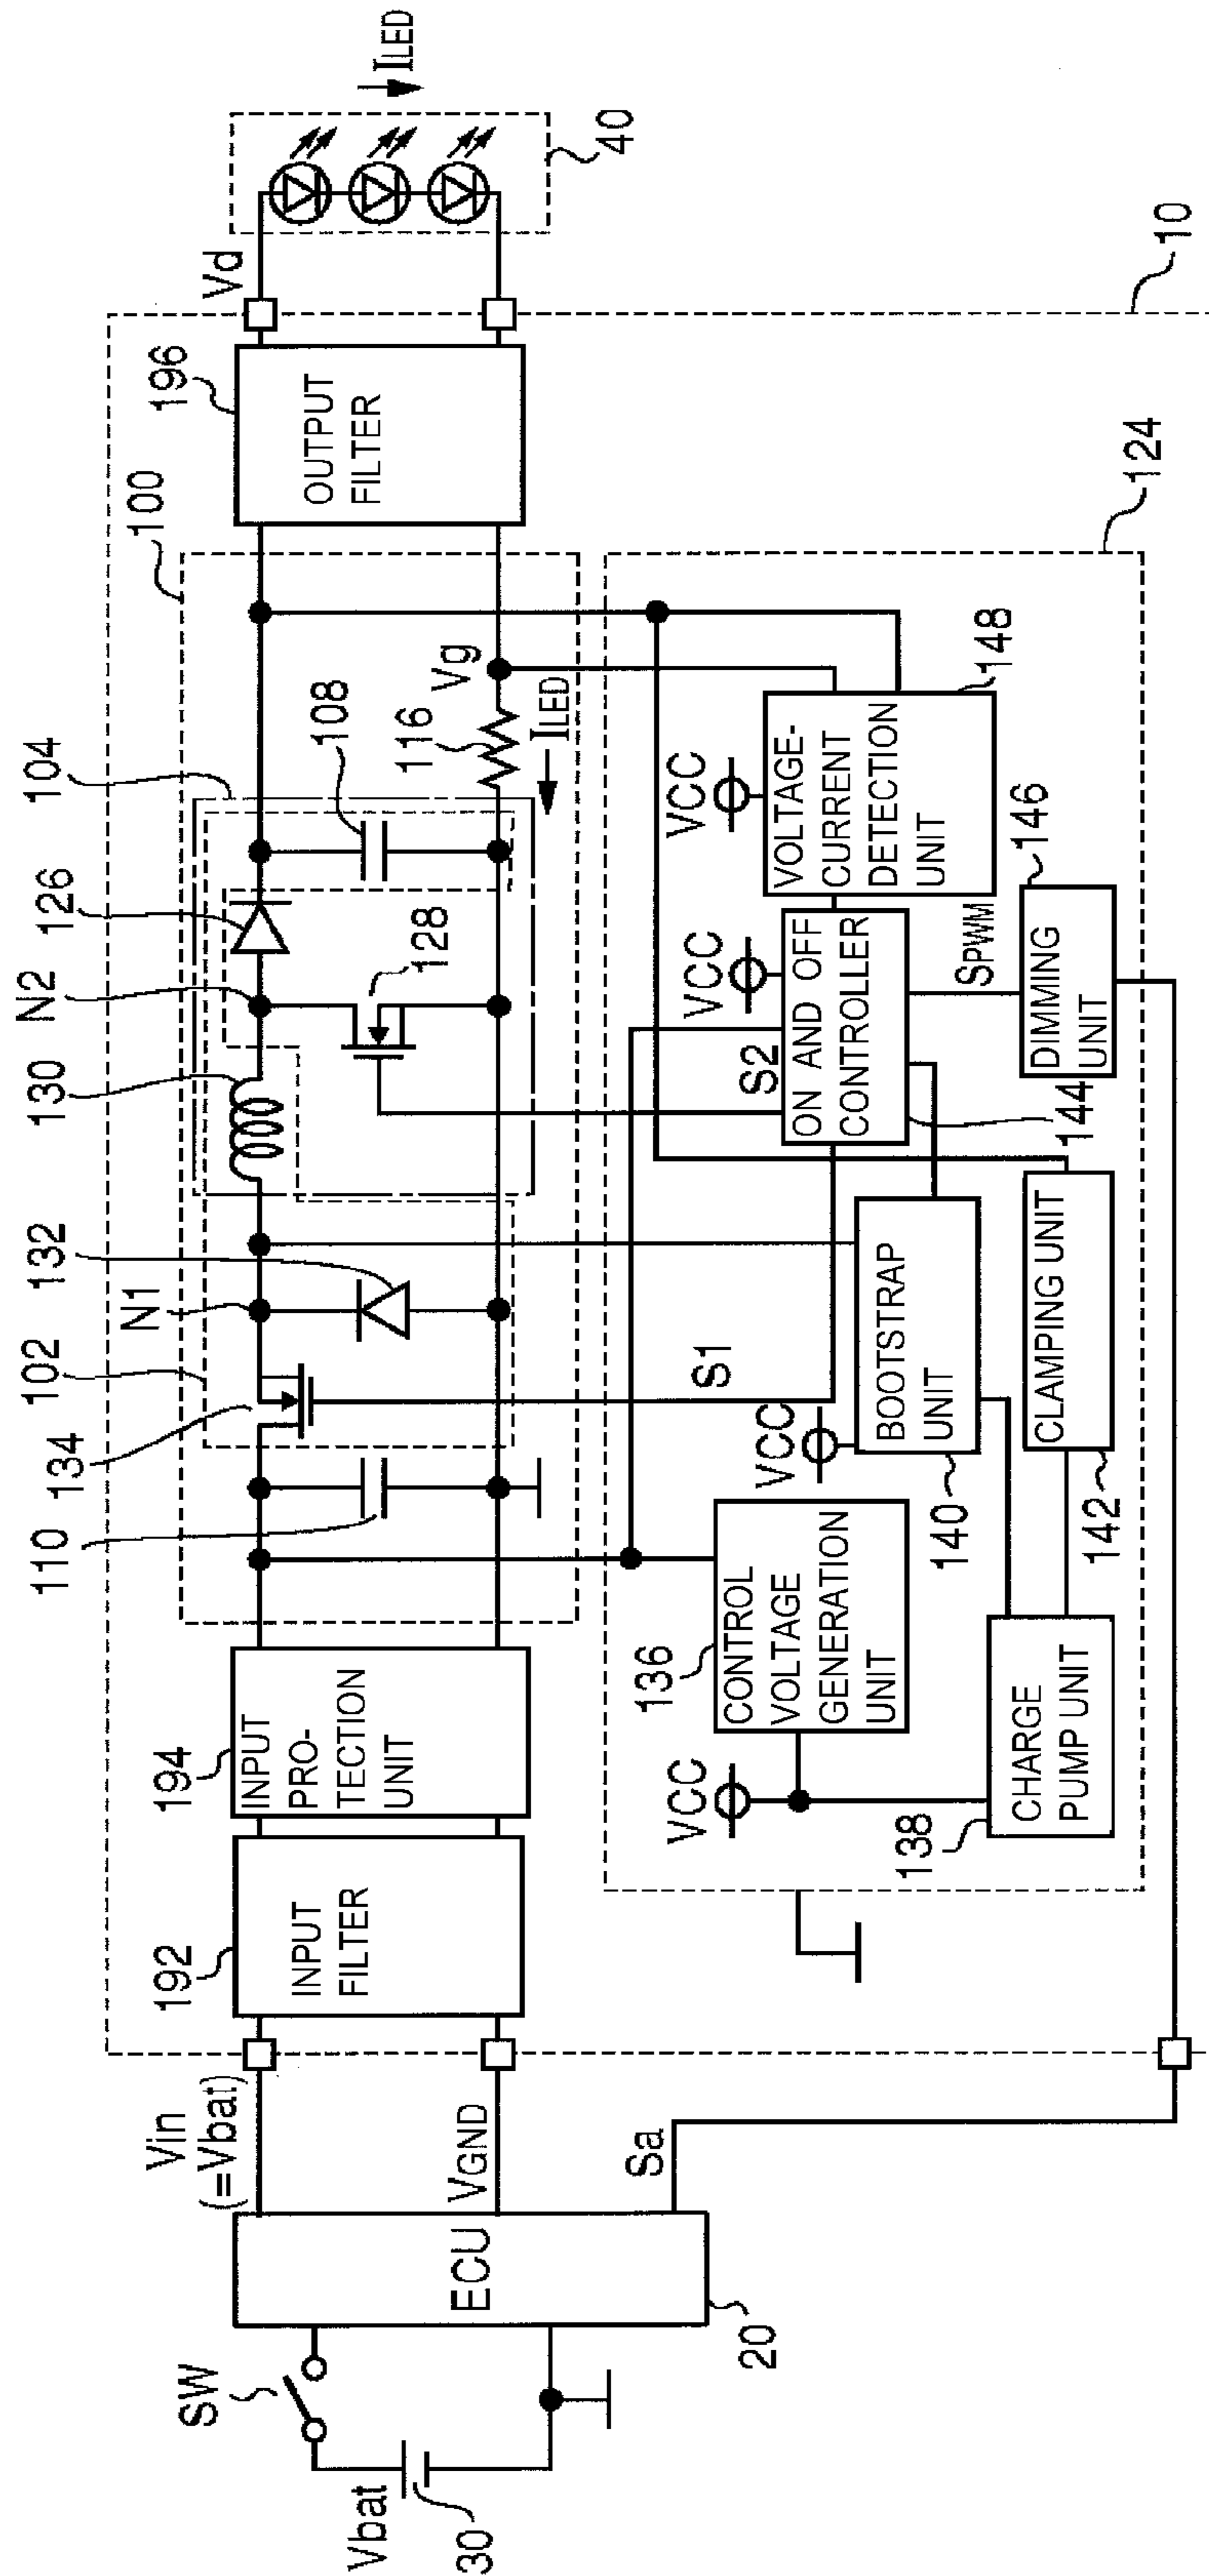 Vbat
30
SW
ECU
20
Vin
(=Vbat)
VGND
Sa
192
INPUT
FILTER
194
INPUT
PRO-
TECTION
UNIT
110
134
102
N1
132
130
N2
126
104
108
128
Vg
116
ILED
100
196
OUTPUT
FILTER
Vd
40
ILED
10
124
S1
S2
VCC
136
CONTROL
VOLTAGE
GENERATION
UNIT
138
CHARGE
PUMP UNIT
VCC
BOOTSTRAP
UNIT
140
CLAMPING UNIT
142
VCC
ON AND OFF
CONTROLLER
144
SPWM
DIMMING
UNIT
146
VCC
VOLTAGE-
CURRENT
DETECTION
UNIT
148